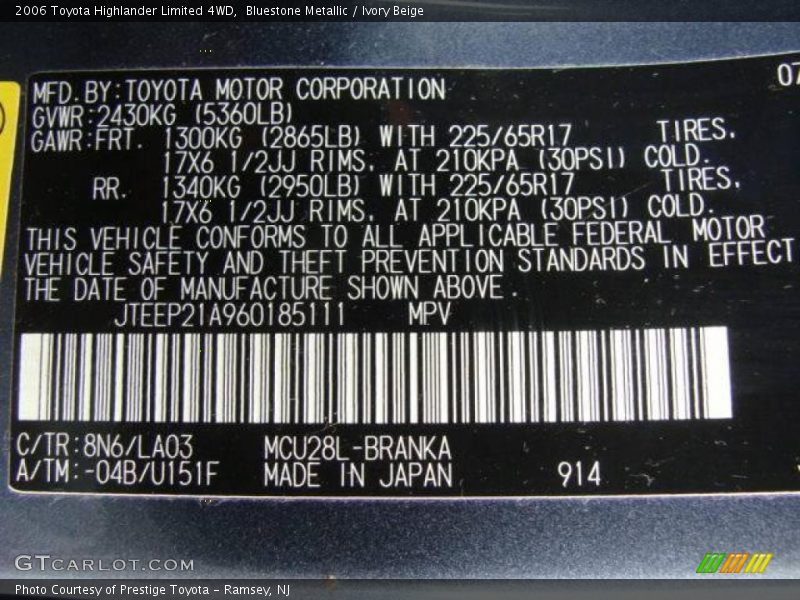 2006 Toyota Highlander Limited 4WD,  Bluestone Metallic / Ivory Beige
07
MFD. BY: TOYOTA MOTOR CORPORATION
GVWR: 2430KG (5360LB)
GAWR: FRT. 1300KG (2865LB) WITH 225/65R17 TIRES,
17X6 1/2JJ RIMS, AT 210KPA (30PSI) COLD.
RR. 1340KG (2950LB) WITH 225/65R17 TIRES,
17X6 1/2JJ RIMS, AT 210KPA (30PSI) COLD.
THIS VEHICLE CONFORMS TO ALL APPLICABLE FEDERAL MOTOR
VEHICLE SAFETY AND THEFT PREVENTION STANDARDS IN EFFECT
THE DATE OF MANUFACTURE SHOWN ABOVE.
JTEEP21A960185111 MPV
C/TR: 8N6/LA03 MCU28L-BRANKA
A/TM: -04B/U151F MADE IN JAPAN 914
GTCARLOT.COM
Photo Courtesy of Prestige Toyota - Ramsey, NJ